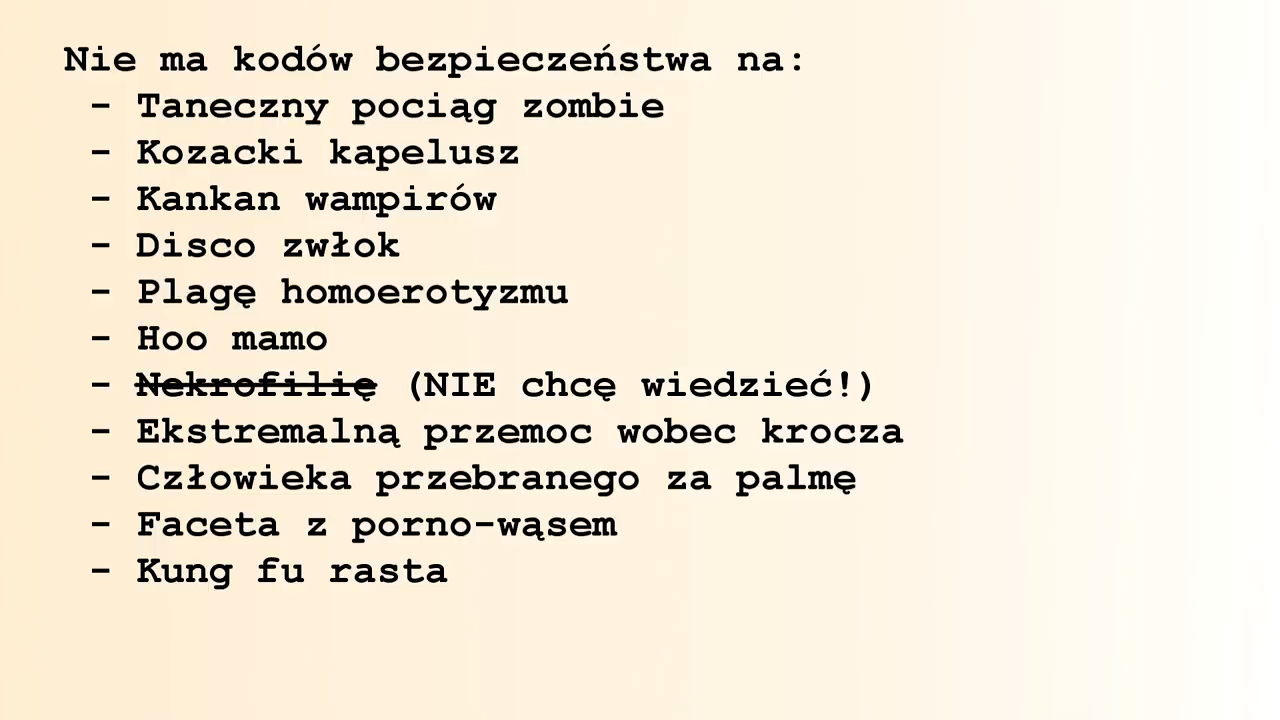 Nie ma kodów bezpieczeństwa na:
- Taneczny pociąg zombie
- Kozacki kapelusz
- Kankan wampirów
- Disco zwłok
- Plagę homoerotyzmu
- Hoo mamo
- Nekrofilię (NIE chcę wiedzieć!)
- Ekstremalną przemoc wobec krocza
- Człowieka przebranego za palmę
- Faceta z porno-wąsem
- Kung fu rasta